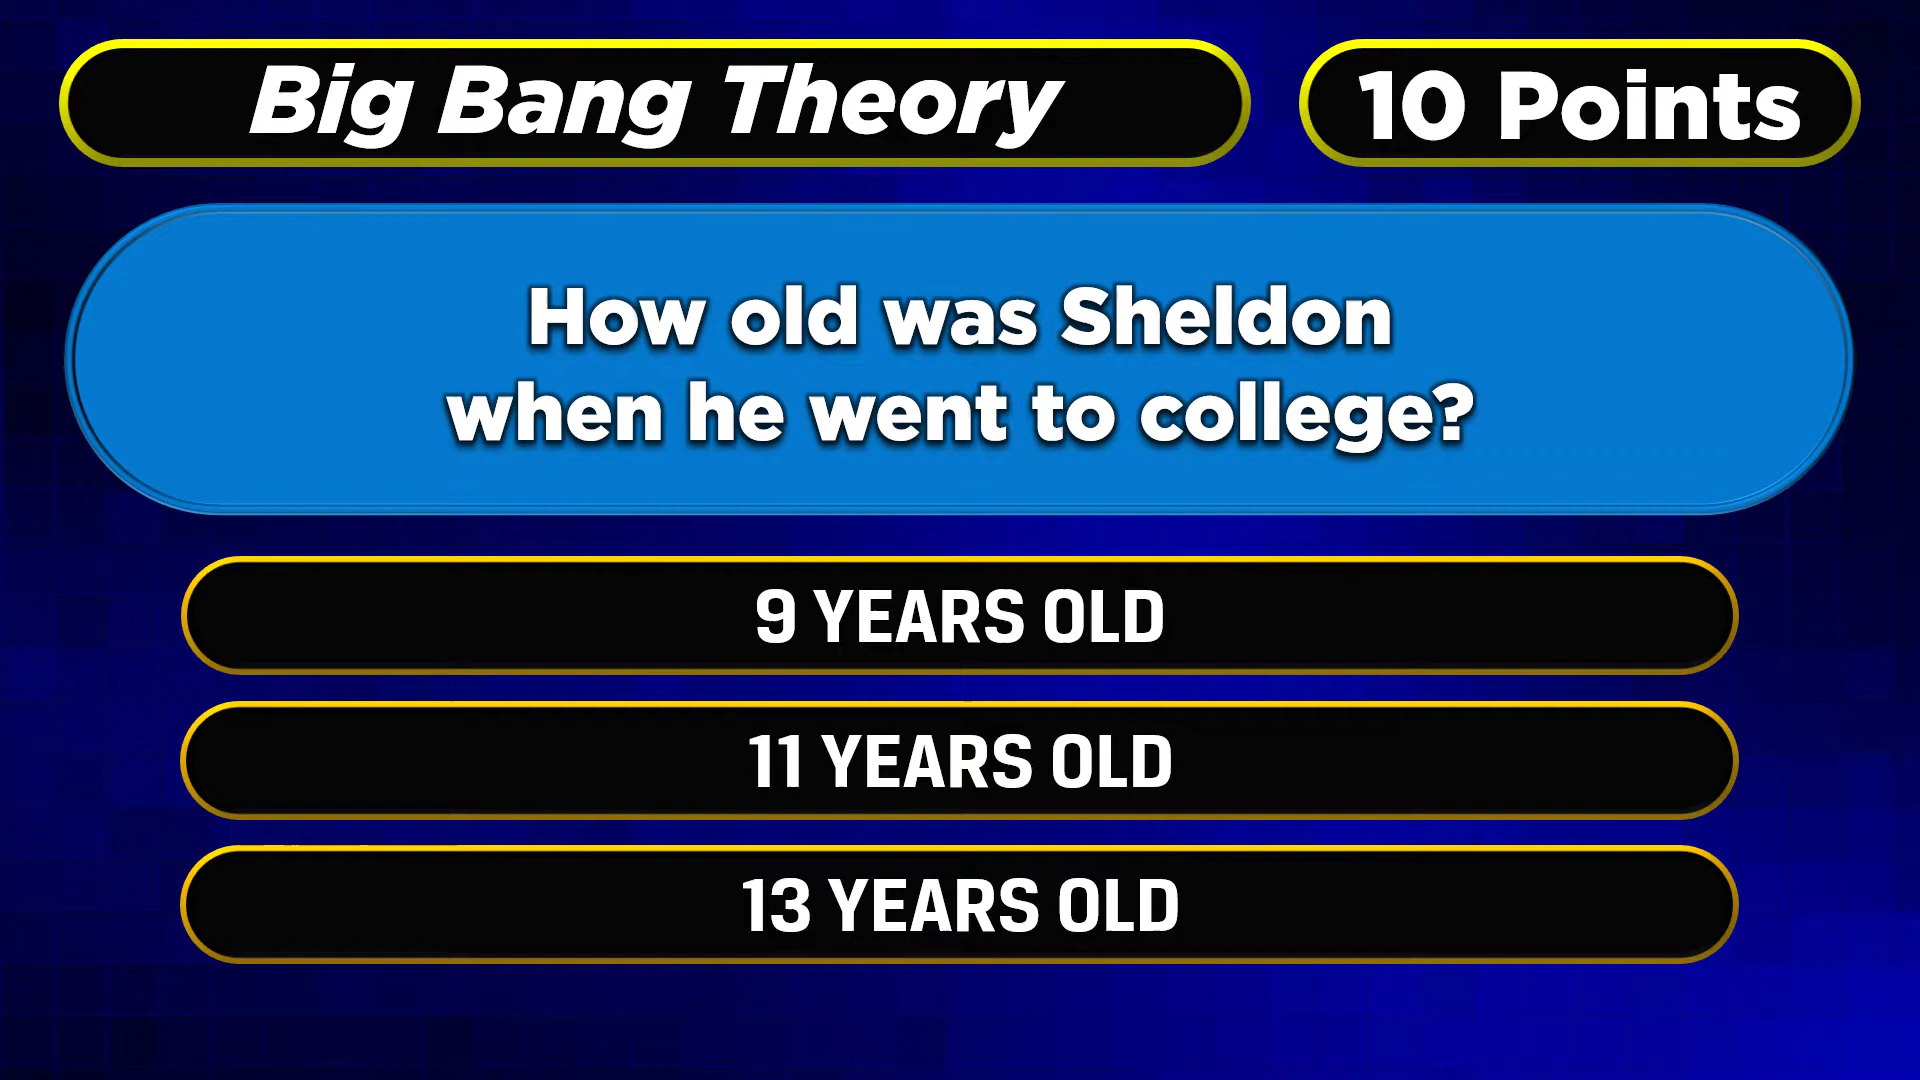 Big Bang Theory
10 Points
How old was Sheldon
when he went to college?
9 YEARS OLD
11 YEARS OLD
13 YEARS OLD